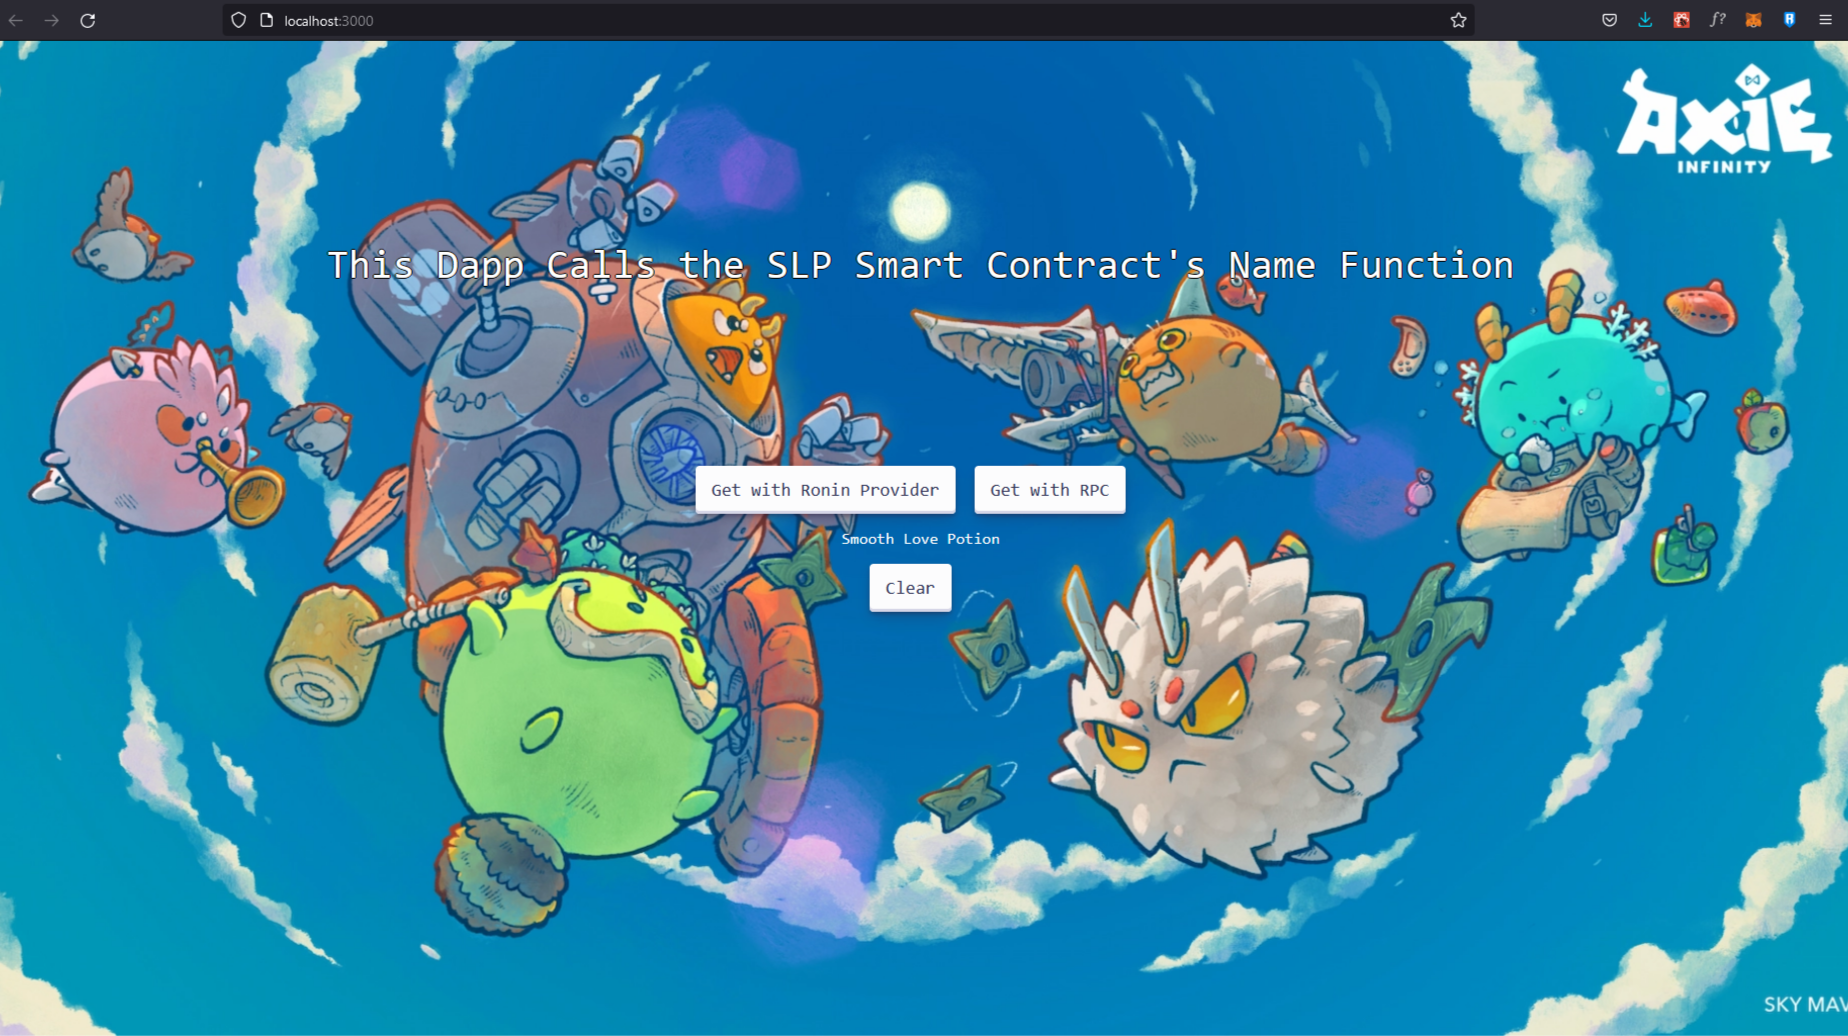 localhost:3000
AXIE
INFINITY
This Dapp Calls the SLP Smart Contract's Name Function
Get with Ronin Provider
Get with RPC
Smooth Love Potion
Clear
SKY MAV